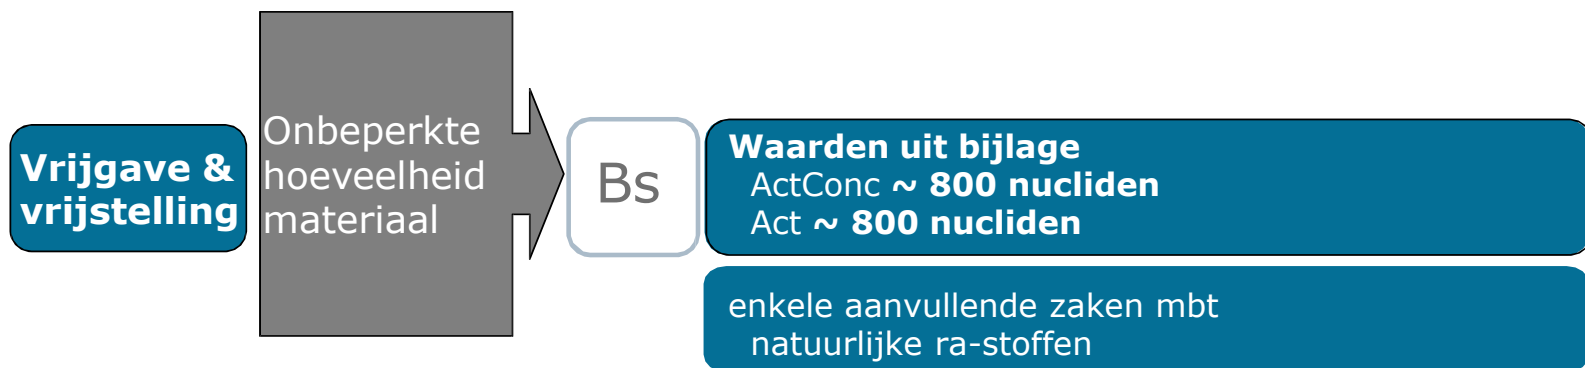 Vrijgave &
vrijstelling
Onbeperkte
hoeveelheid
materiaal
Bs
Waarden uit bijlage
ActConc ~ 800 nucliden
Act ~ 800 nucliden
enkele aanvullende zaken mbt
natuurlijke ra-stoffen